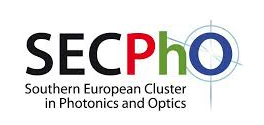 SECPhO
Southern European Cluster
in Photonics and Optics